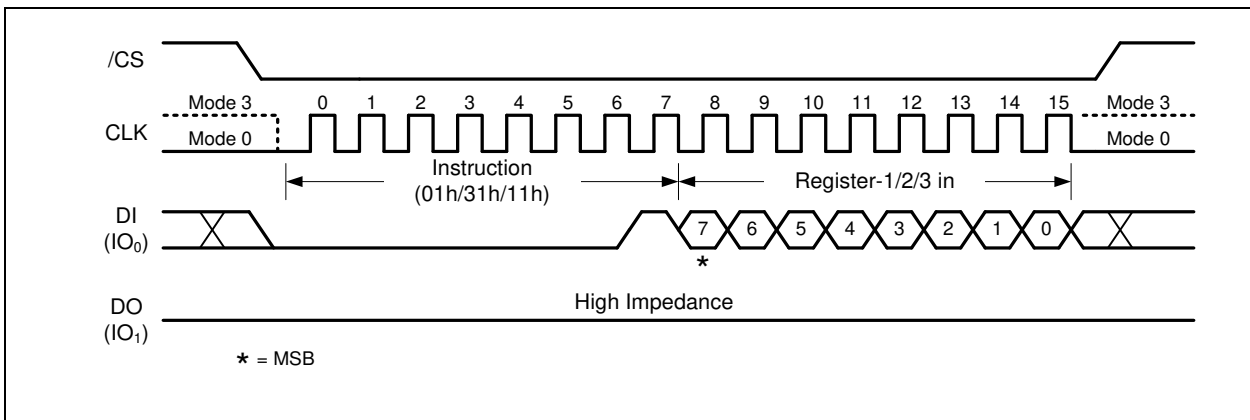 /CS
Mode 3 0 1 2 3 4 5 6 7 8 9 10 11 12 13 14 15 Mode 3
CLK
Mode 0 Mode 0
Instruction
(01h/31h/11h)
Register-1/2/3 in
DI
(IO₀)
7 6 5 4 3 2 1 0
*
High Impedance
DO
(IO₁)
* = MSB